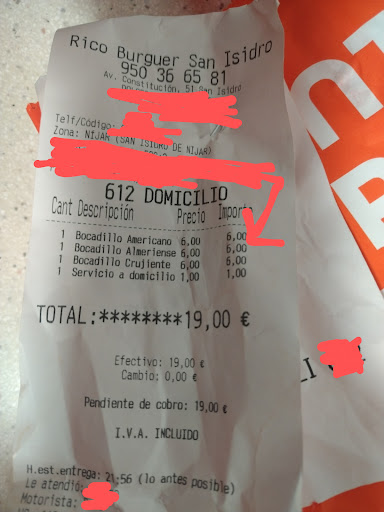 Rico Burguer San Isidro
950 36 65 81
Av. Constitución, 51 San Isidro
Telf/Código:
Zona: NIJAR (SAN ISIDRO DE NIJAR)
612 DOMICILIO
Cant Descripción Precio Importe
1 Bocadillo Americano 6,00 6,00
1 Bocadillo Almeriense 6,00 6,00
1 Bocadillo Crujiente 6,00 6,00
1 Servicio a domicilio 1,00 1,00
TOTAL:********19,00 €
Efectivo: 19,00 €
Cambio: 0,00 €
Pendiente de cobro: 19,00 €
I.V.A. INCLUIDO
H.est.entrega: 21:56 (lo antes posible)
Le atendió:
Motorista: